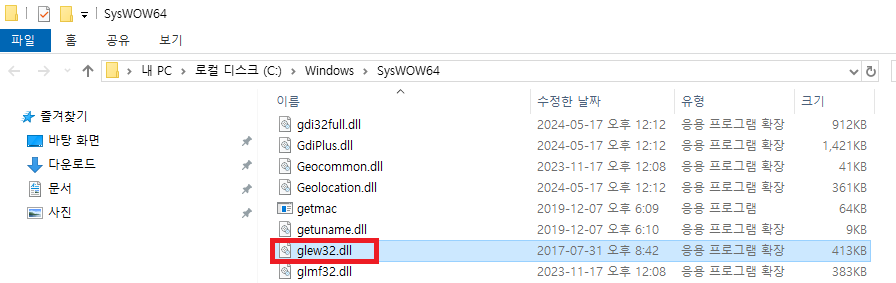 SysWOW64
파일 홈 공유 보기
내 PC > 로컬 디스크 (C:) > Windows > SysWOW64
이름 수정한 날짜 유형 크기
즐겨찾기
바탕 화면
다운로드
문서
사진
gdi32full.dll 2024-05-17 오후 12:12 응용 프로그램 확장 912KB
GdiPlus.dll 2024-05-17 오후 12:12 응용 프로그램 확장 1,421KB
Geocommon.dll 2023-11-17 오후 12:08 응용 프로그램 확장 41KB
Geolocation.dll 2024-05-17 오후 12:12 응용 프로그램 확장 361KB
getmac 2019-12-07 오후 6:09 응용 프로그램 64KB
getuname.dll 2019-12-07 오후 6:10 응용 프로그램 확장 9KB
glew32.dll 2017-07-31 오후 8:42 응용 프로그램 확장 413KB
glmf32.dll 2023-11-17 오후 12:08 응용 프로그램 확장 383KB